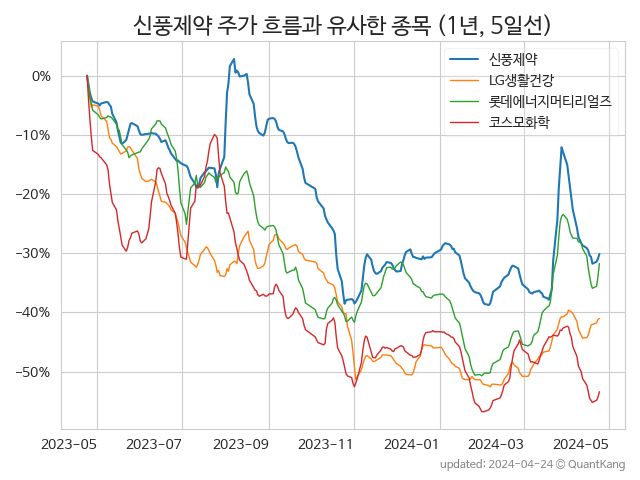 신풍제약 주가 흐름과 유사한 종목 (1년, 5일선)
신풍제약
LG생활건강
롯데에너지머티리얼즈
코스모화학
0%
−10%
−20%
−30%
−40%
−50%
2023−05
2023−07
2023−09
2023−11
2024−01
2024−03
2024−05
updated: 2024−04−24 © QuantKang